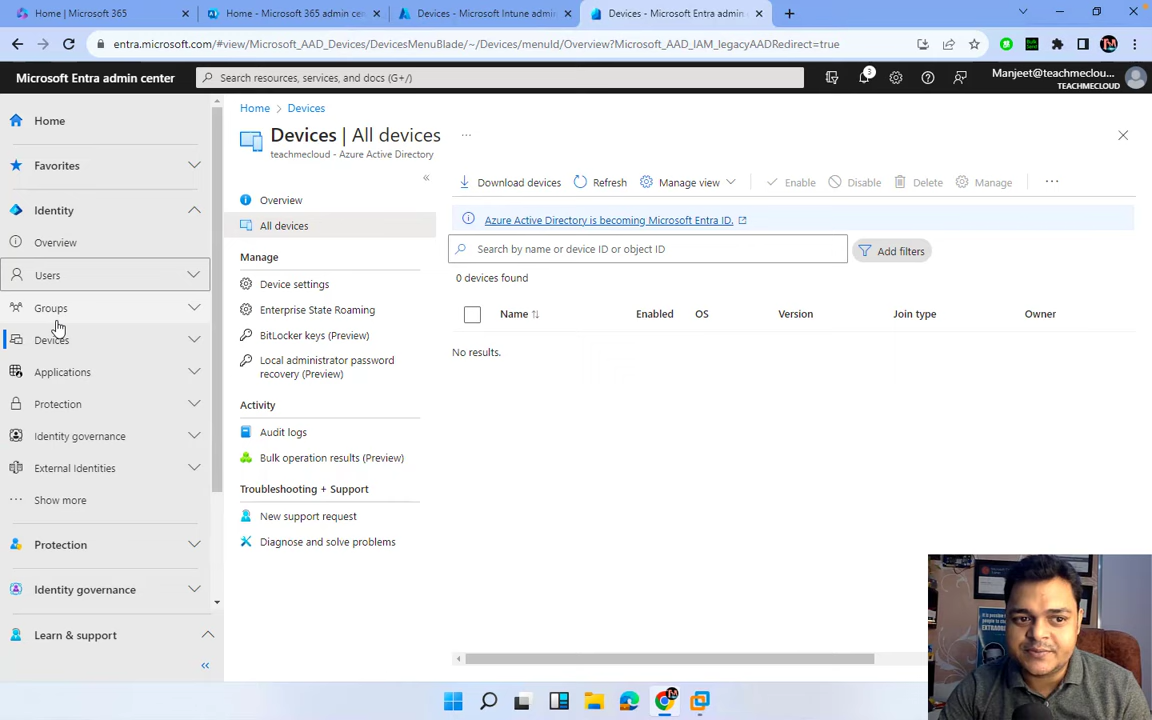 Home | Microsoft 365
Home - Microsoft 365 admin cen
Devices - Microsoft Intune admin
Devices - Microsoft Entra admin
entra.microsoft.com/#view/Microsoft_AAD_Devices/DevicesMenuBlade/~/Devices/menuId/Overview?Microsoft_AAD_IAM_legacyAADRedirect=true
Microsoft Entra admin center
Search resources, services, and docs (G+/)
3
Manjeet@teachmeclou...
TEACHMECLOUD
Home
Favorites
Identity
Overview
Users
Groups
Devices
Applications
Protection
Identity governance
External Identities
Show more
Protection
Identity governance
Learn & support
Home > Devices
Devices | All devices
teachmecloud - Azure Active Directory
Overview
All devices
Manage
Device settings
Enterprise State Roaming
BitLocker keys (Preview)
Local administrator password
recovery (Preview)
Activity
Audit logs
Bulk operation results (Preview)
Troubleshooting + Support
New support request
Diagnose and solve problems
Download devices Refresh Manage view Enable Disable Delete Manage
Azure Active Directory is becoming Microsoft Entra ID.
Search by name or device ID or object ID
Add filters
0 devices found
Name Enabled OS Version Join type Owner
No results.